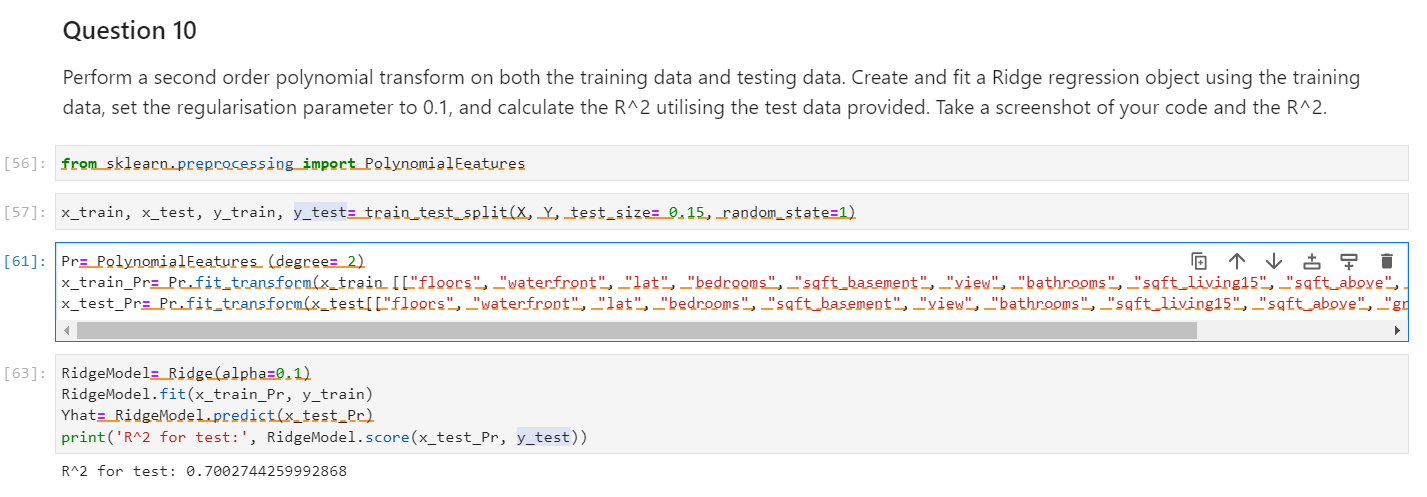 Question 10
Perform a second order polynomial transform on both the training data and testing data. Create and fit a Ridge regression object using the training
data, set the regularisation parameter to 0.1, and calculate the R^2 utilising the test data provided. Take a screenshot of your code and the R^2.
[56]: from sklearn.preprocessing import PolynomialFeatures
[57]: x_train, x_test, y_train, y_test= train_test_split(X, Y, test_size= 0.15, random_state=1)
[61]: Pr= PolynomialFeatures (degree= 2)
x_train_Pr= Pr.fit_transform(x_train [["floors", "waterfront", "lat", "bedrooms", "sqft_basement", "view", "bathrooms", "sqft_living15", "sqft_above",
x_test_Pr= Pr.fit_transform(x_test[["floors", "waterfront", "lat", "bedrooms", "sqft_basement", "view", "bathrooms", "sqft_living15", "sqft_above", "gr
[63]: RidgeModel= Ridge(alpha=0.1)
RidgeModel.fit(x_train_Pr, y_train)
Yhat= RidgeModel.predict(x_test_Pr)
print('R^2 for test:', RidgeModel.score(x_test_Pr, y_test))
R^2 for test: 0.7002744259992868